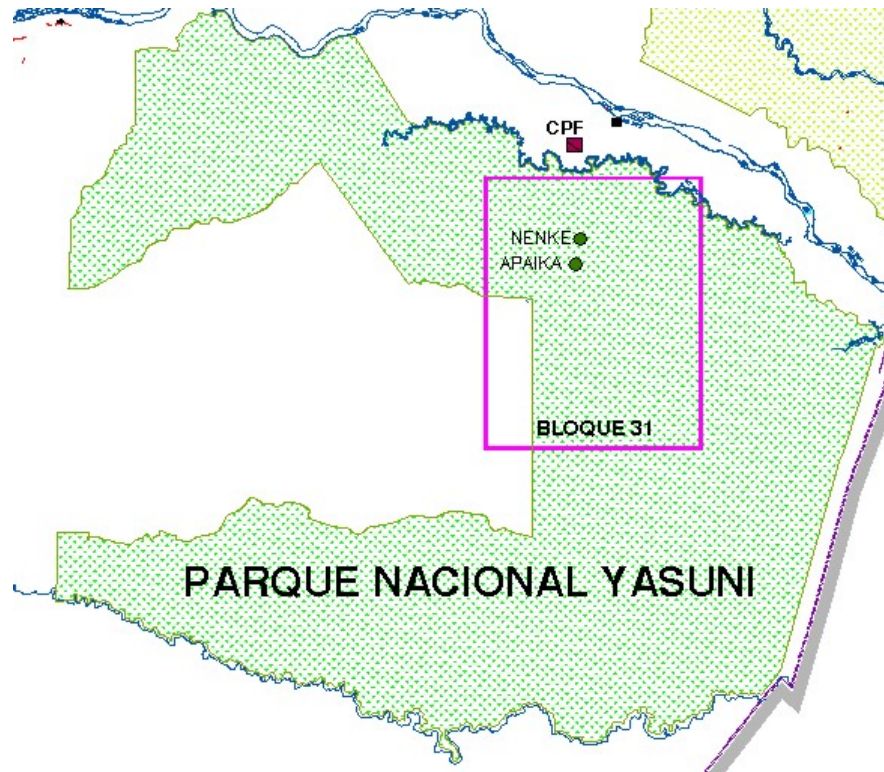 CPF
NENKE
APAIKA
BLOQUE 31
PARQUE NACIONAL YASUNI